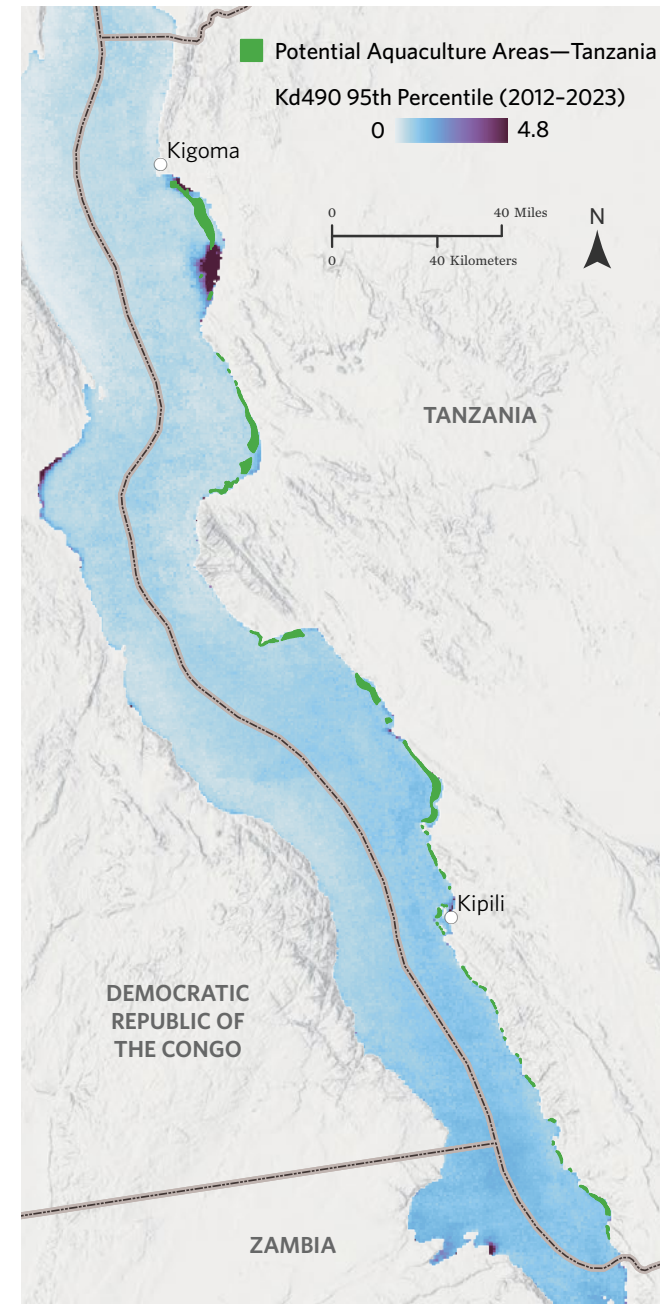 Potential Aquaculture Areas—Tanzania
Kd490 95th Percentile (2012–2023)
0 4.8
Kigoma
0 40 Miles
0 40 Kilometers
N
TANZANIA
Kipili
DEMOCRATIC
REPUBLIC OF
THE CONGO
ZAMBIA